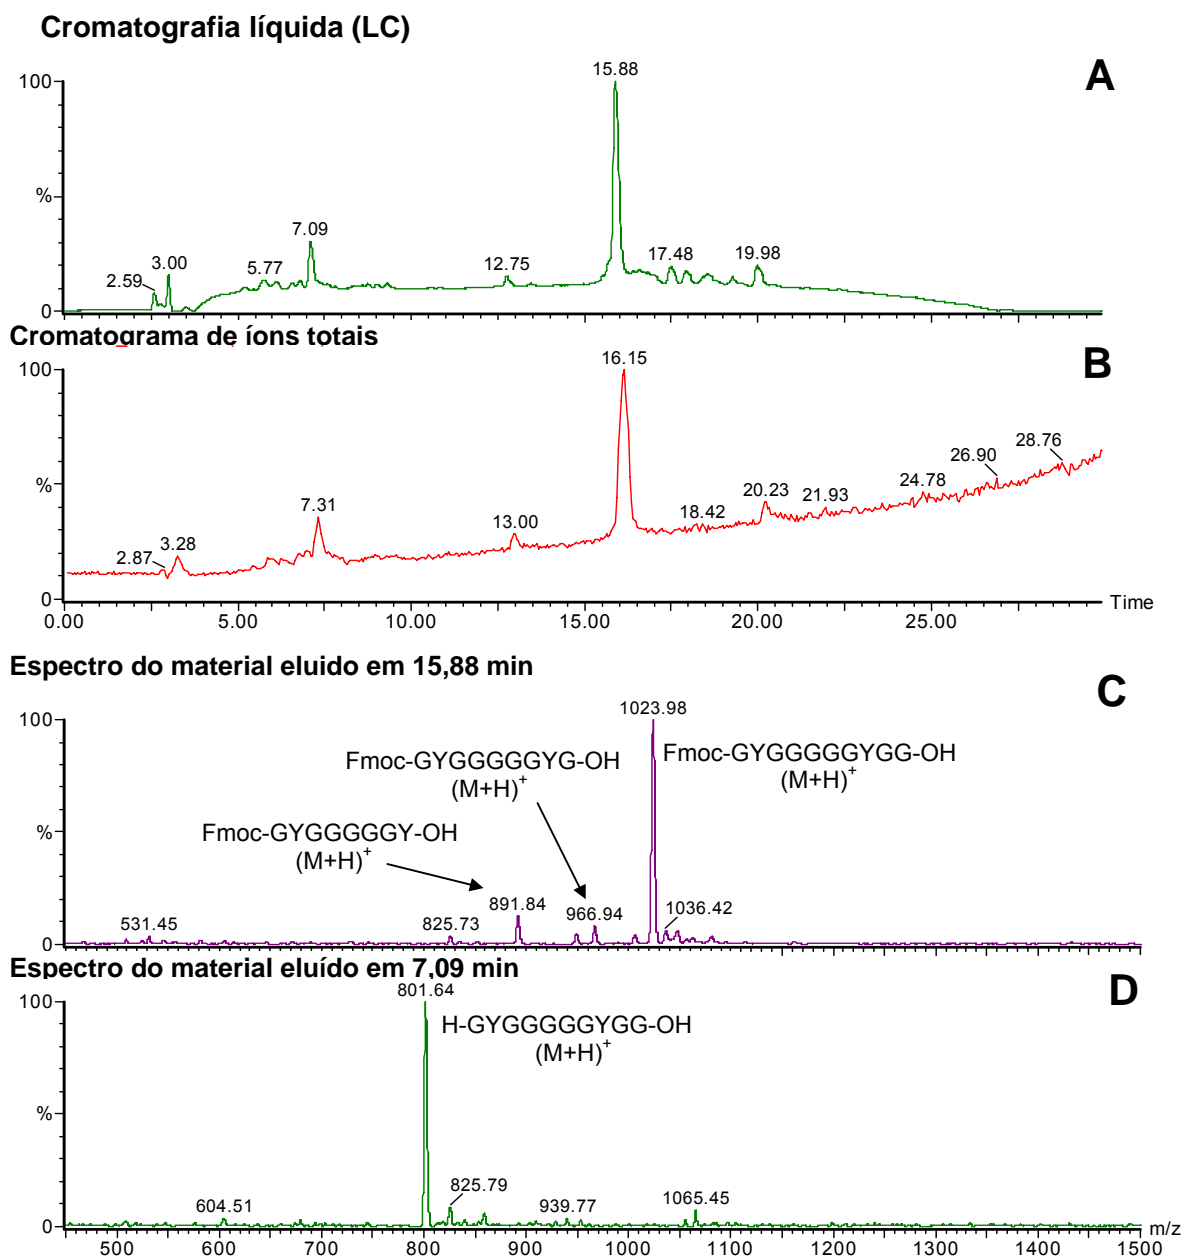 Cromatografia líquida (LC)
A
100
%
0
2.59
3.00
5.77
7.09
12.75
15.88
17.48
19.98
Cromatograma de íons totais
B
100
%
0
2.87
3.28
7.31
13.00
16.15
18.42
20.23
21.93
24.78
26.90
28.76
0.00 5.00 10.00 15.00 20.00 25.00
Time
Espectro do material eluido em 15,88 min
C
100
%
0
1023.98
Fmoc-GYGGGGGYG-OH
(M+H)+
Fmoc-GYGGGGGYGG-OH
(M+H)+
Fmoc-GYGGGGGY-OH
(M+H)+
531.45
825.73
891.84
966.94
1036.42
Espectro do material eluído em 7,09 min
D
100
%
0
801.64
H-GYGGGGGYGG-OH
(M+H)+
604.51
825.79
939.77
1065.45
500 600 700 800 900 1000 1100 1200 1300 1400 1500
m/z